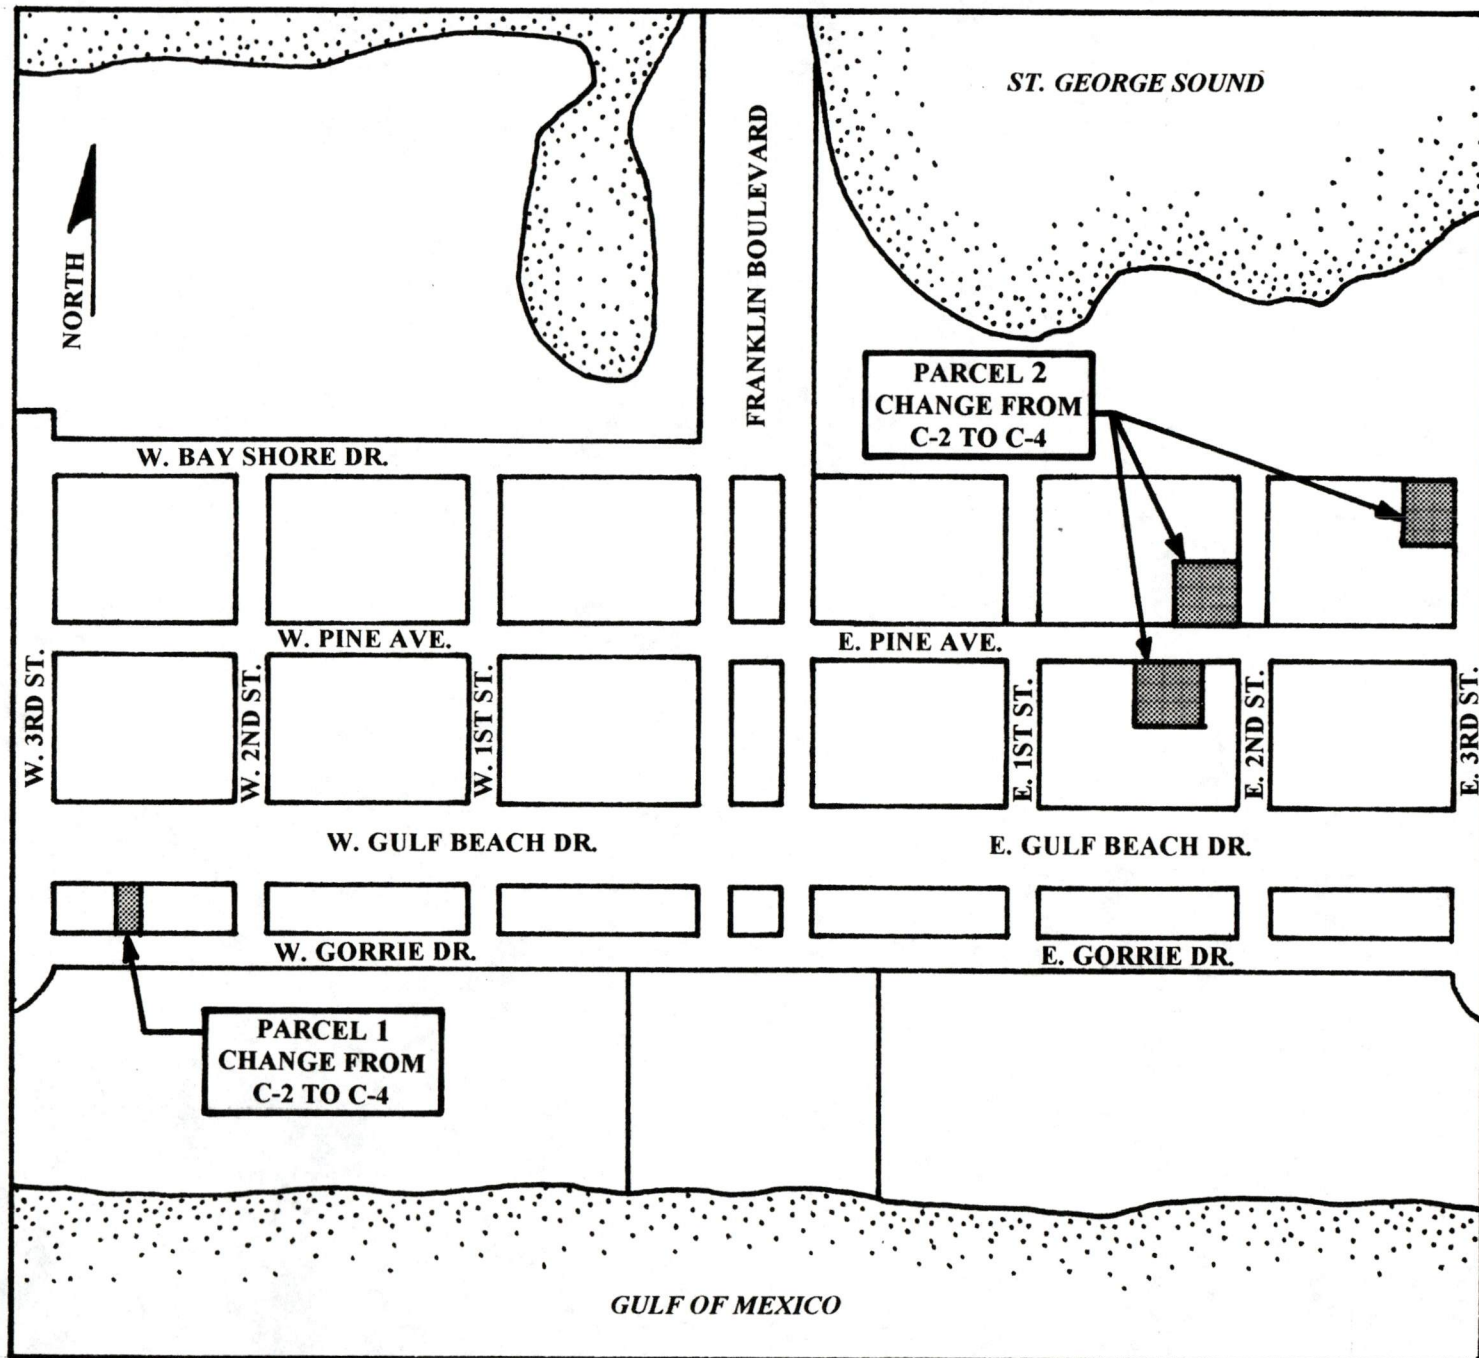 ST. GEORGE SOUND
FRANKLIN BOULEVARD
NORTH
PARCEL 2
CHANGE FROM
C-2 TO C-4
W. BAY SHORE DR.
W. PINE AVE.
E. PINE AVE.
W. 3RD ST.
W. 2ND ST.
W. 1ST ST.
E. 1ST ST.
E. 2ND ST.
E. 3RD ST.
W. GULF BEACH DR.
E. GULF BEACH DR.
W. GORRIE DR.
E. GORRIE DR.
PARCEL 1
CHANGE FROM
C-2 TO C-4
GULF OF MEXICO